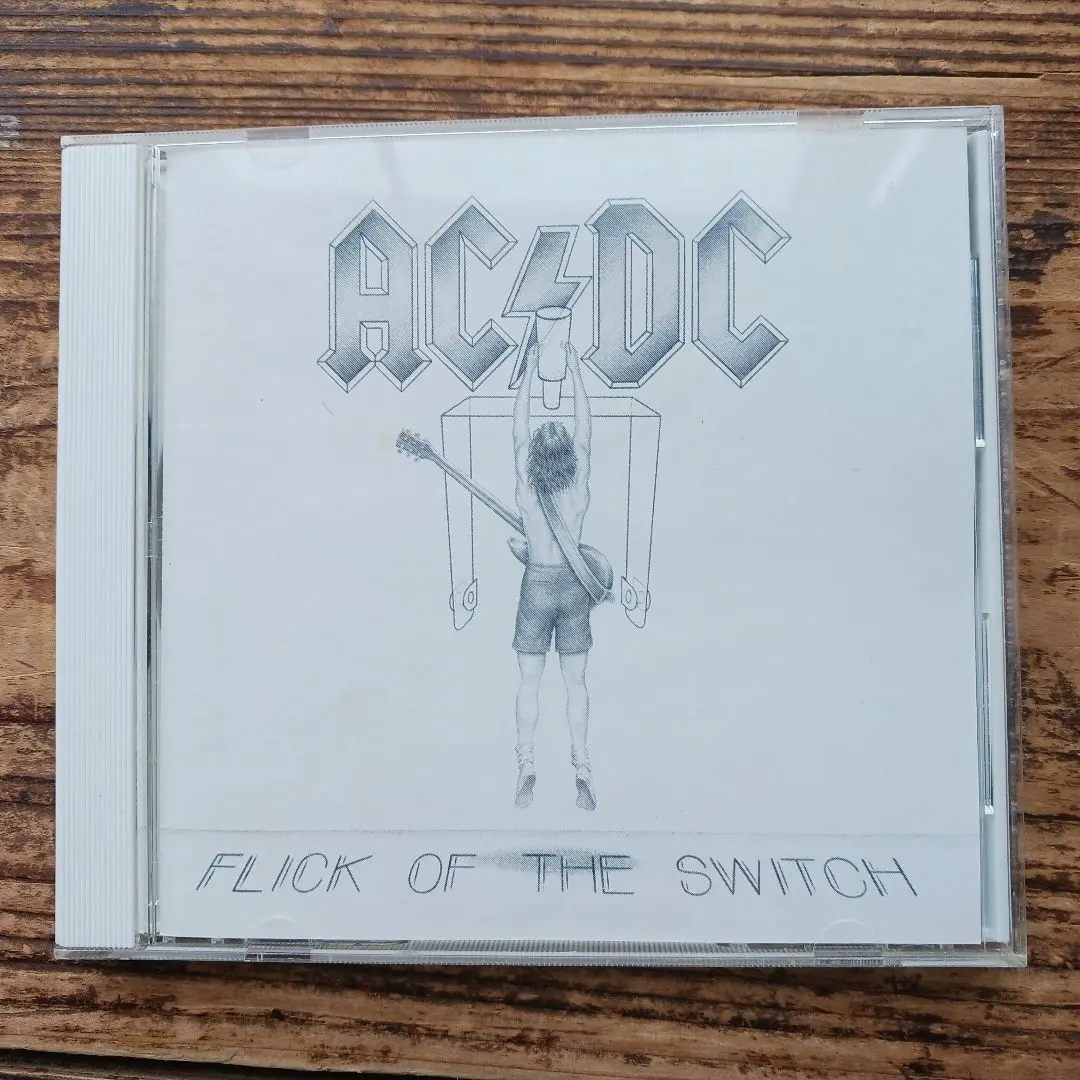 AC⚡DC
FLICK OF THE SWITCH